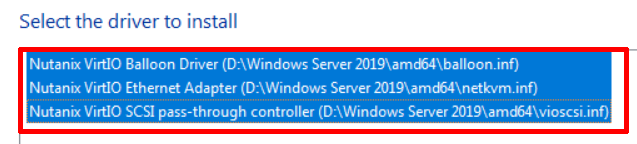 Select the driver to install
Nutanix VirtIO Balloon Driver (D:\Windows Server 2019\amd64\balloon.inf)
Nutanix VirtIO Ethernet Adapter (D:\Windows Server 2019\amd64\netkvm.inf)
Nutanix VirtIO SCSI pass-through controller (D:\Windows Server 2019\amd64\vioscsi.inf)